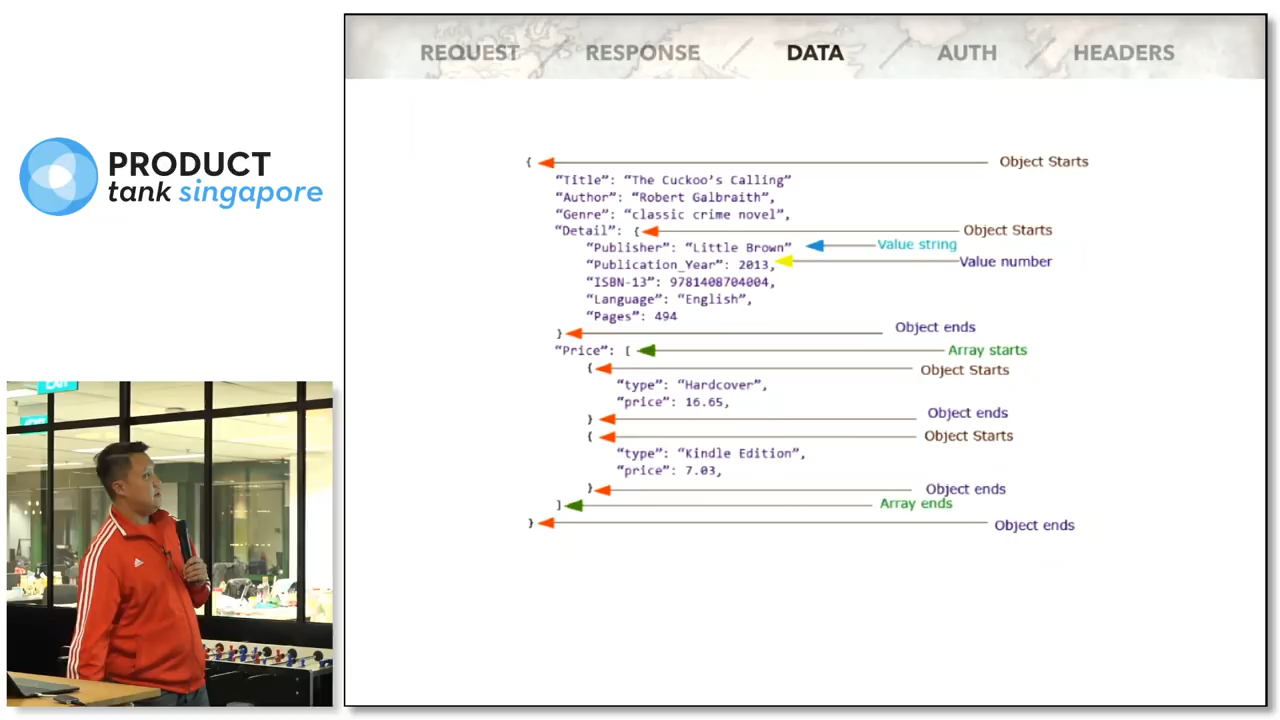 REQUEST / RESPONSE / DATA / AUTH / HEADERS
PRODUCT
tank singapore
{ Object Starts
“Title”: “The Cuckoo’s Calling”
“Author”: “Robert Galbraith”,
“Genre”: “classic crime novel”,
“Detail”: { Object Starts
“Publisher”: “Little Brown” Value string
“Publication_Year”: 2013, Value number
“ISBN-13”: 9781408704004,
“Language”: “English”,
“Pages”: 494
} Object ends
“Price”: [ Array starts
{ Object Starts
“type”: “Hardcover”,
“price”: 16.65,
} Object ends
{ Object Starts
“type”: “Kindle Edition”,
“price”: 7.03,
} Object ends
] Array ends
} Object ends
Exit